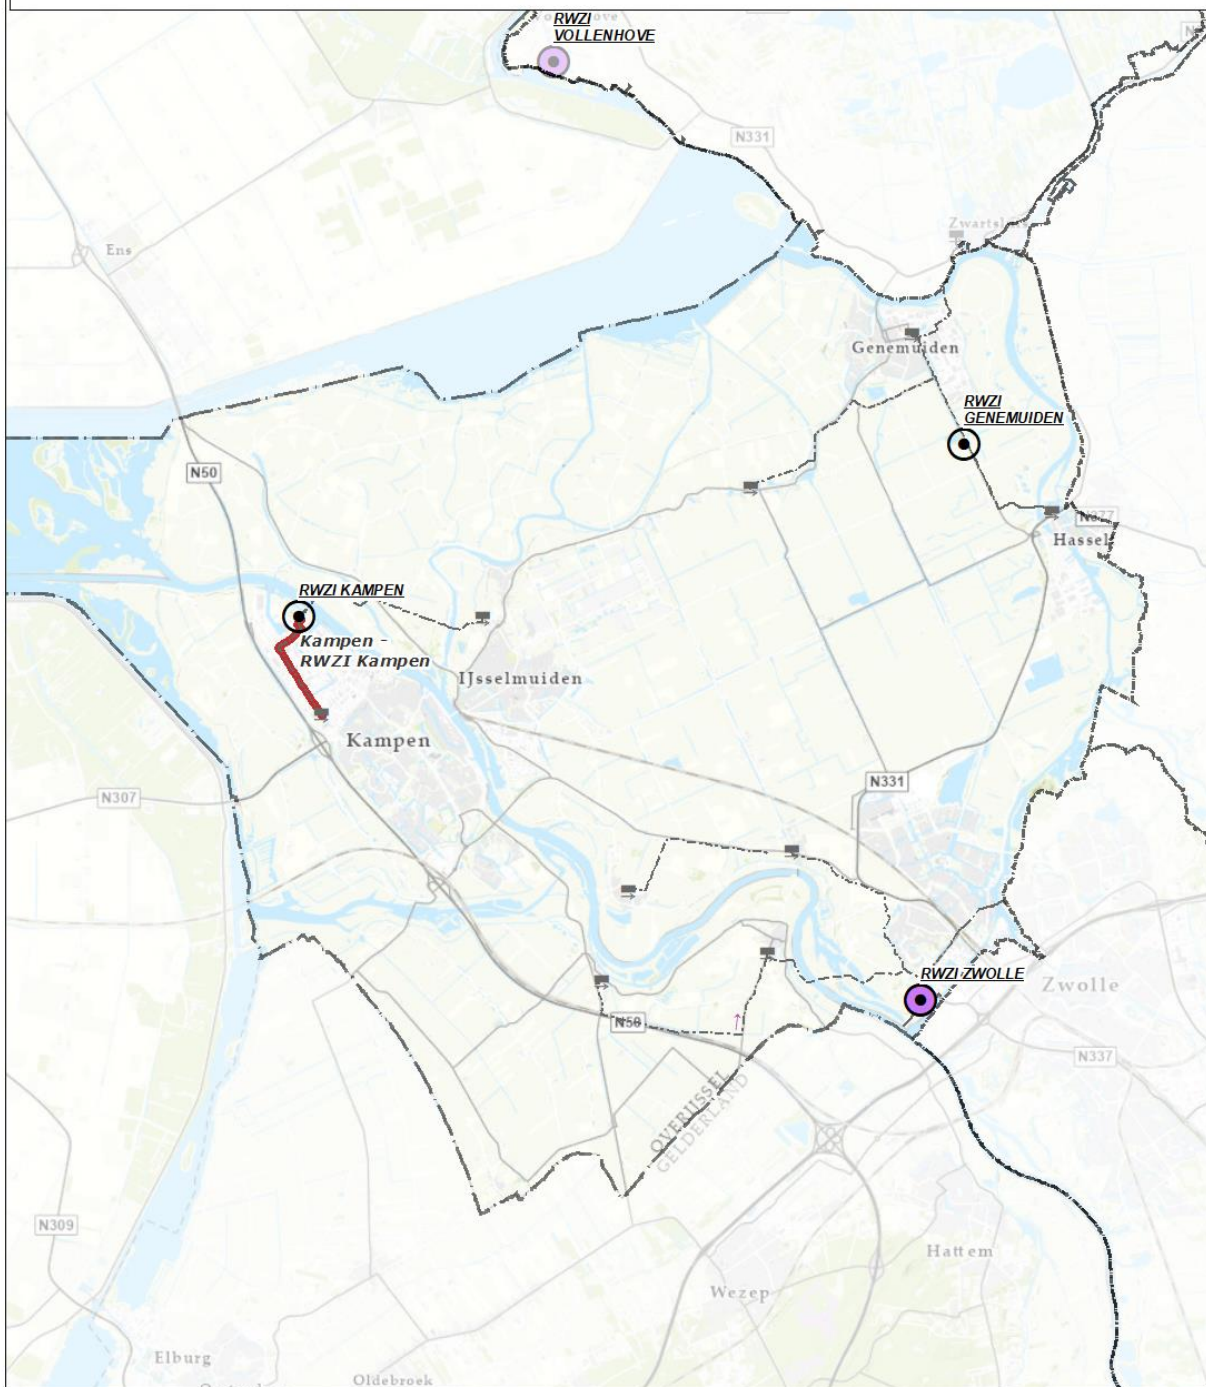 RWZI
VOLLENHOVE
N331
Ens
Genemuiden
RWZI
GENEMUIDEN
N50
N377
Hassel
RWZI KAMPEN
Kampen -
RWZI Kampen
IJsselmuiden
Kampen
N307
N331
RWZI ZWOLLE
Zwolle
N50
N337
OVERIJSSEL
GELDERLAND
N309
Hattem
Wezep
Elburg
Oldebroek